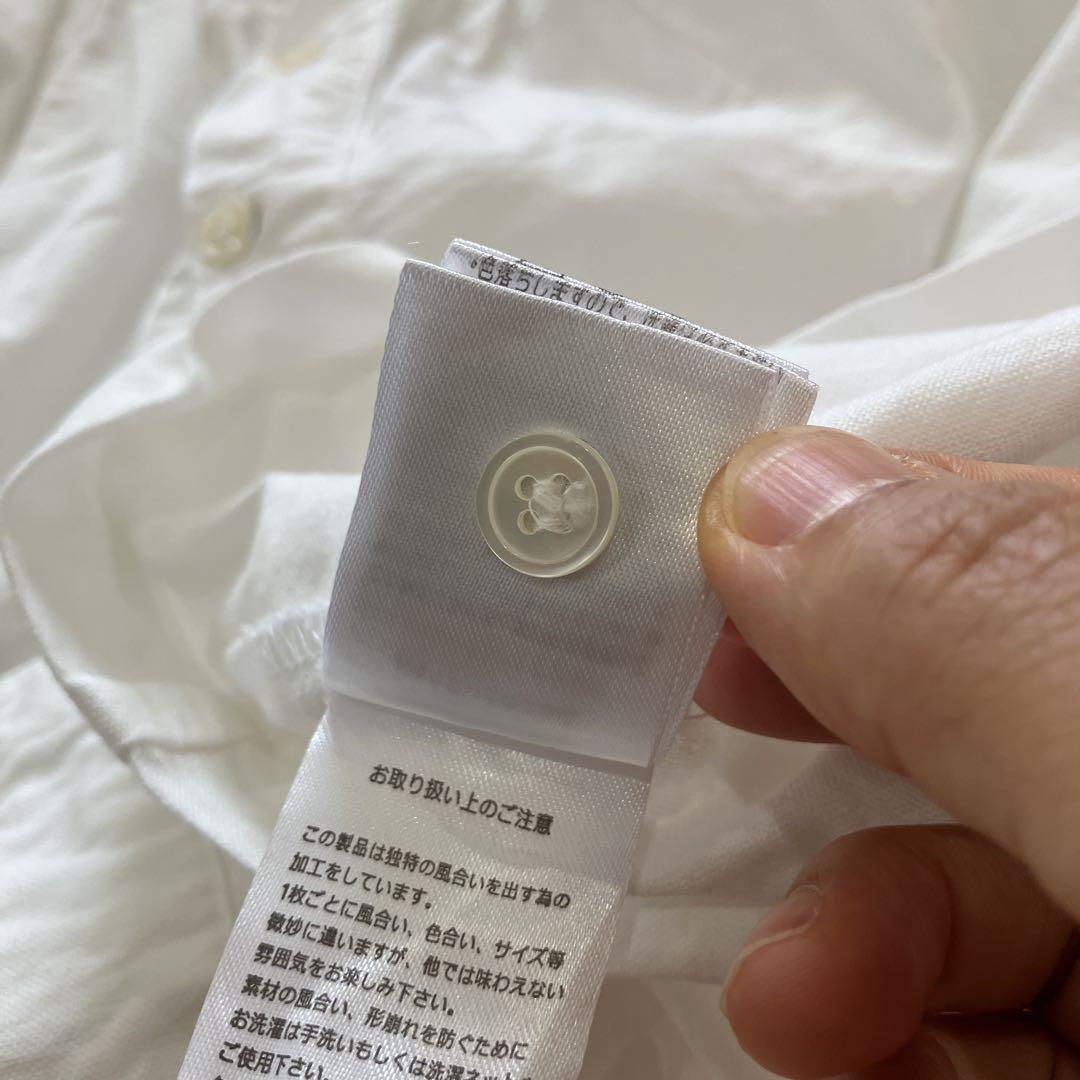 °色落ちしますので、
お取り扱い上のご注意
この製品は独特の風合いを出す為の
加工をしています。
1枚ごとに風合い、色合い、サイズ等
微妙に違いますが、他では味わえない
雰囲気をお楽しみ下さい。
素材の風合い、形崩れを防ぐために
お洗濯は手洗いもしくは洗濯ネット
ご使用下さい。